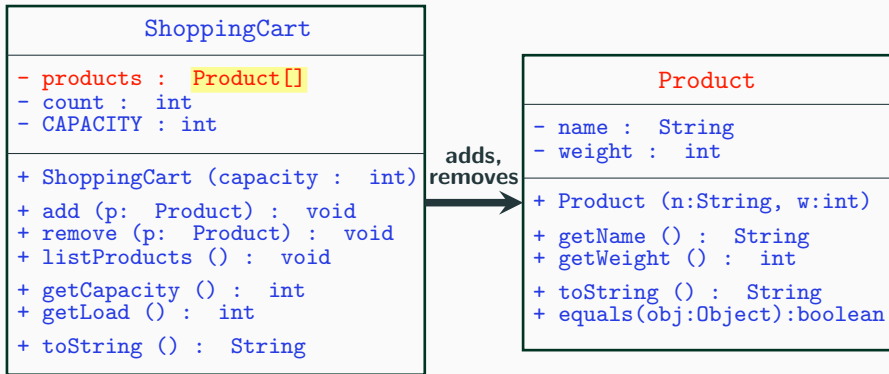 ShoppingCart
- products : Product[]
- count : int
- CAPACITY : int
+ ShoppingCart (capacity : int)
+ add (p: Product) : void
+ remove (p: Product) : void
+ listProducts () : void
+ getCapacity () : int
+ getLoad () : int
+ toString () : String
adds,
removes
Product
- name : String
- weight : int
+ Product (n:String, w:int)
+ getName () : String
+ getWeight () : int
+ toString () : String
+ equals(obj:Object):boolean